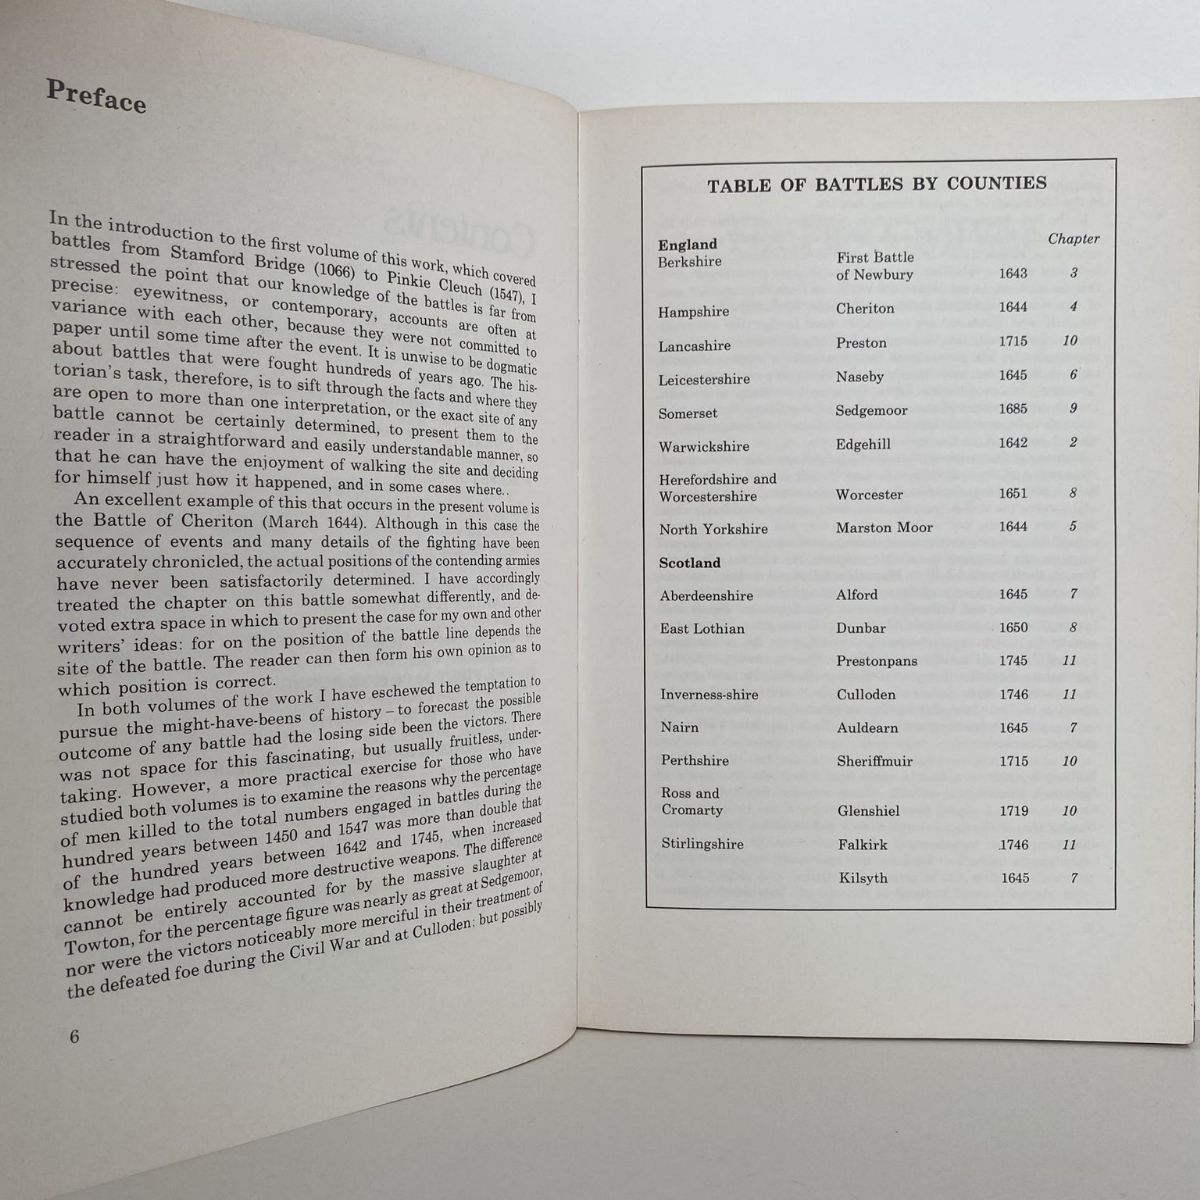 Preface
In the introduction to the first volume of this work, which covered
battles from Stamford Bridge (1066) to Pinkie Cleuch (1547), I
stressed the point that our knowledge of the battles is far from
precise: eyewitness, or contemporary, accounts are often at
variance with each other, because they were not committed to
paper until some time after the event. It is unwise to be dogmatic
about battles that were fought hundreds of years ago. The his-
torian's task, therefore, is to sift through the facts and where they
are open to more than one interpretation, or the exact site of any
battle cannot be certainly determined, to present them to the
reader in a straightforward and easily understandable manner, so
that he can have the enjoyment of walking the site and deciding
for himself just how it happened, and in some cases where..
An excellent example of this that occurs in the present volume is
the Battle of Cheriton (March 1644). Although in this case the
sequence of events and many details of the fighting have been
accurately chronicled, the actual positions of the contending armies
have never been satisfactorily determined. I have accordingly
treated the chapter on this battle somewhat differently, and de-
voted extra space in which to present the case for my own and other
writers' ideas: for on the position of the battle line depends the
site of the battle. The reader can then form his own opinion as to
which position is correct.
In both volumes of the work I have eschewed the temptation to
pursue the might-have-beens of history – to forecast the possible
outcome of any battle had the losing side been the victors. There
was not space for this fascinating, but usually fruitless, under-
taking. However, a more practical exercise for those who have
studied both volumes is to examine the reasons why the percentage
of men killed to the total numbers engaged in battles during the
hundred years between 1450 and 1547 was more than double that
of the hundred years between 1642 and 1745, when increased
knowledge had produced more destructive weapons. The difference
cannot be entirely accounted for by the massive slaughter at
Towton, for the percentage figure was nearly as great at Sedgemoor,
nor were the victors noticeably more merciful in their treatment of
the defeated foe during the Civil War and at Culloden: but possibly
6
TABLE OF BATTLES BY COUNTIES
Chapter
England
Berkshire First Battle
of Newbury 1643 3
Hampshire Cheriton 1644 4
Lancashire Preston 1715 10
Leicestershire Naseby 1645 6
Somerset Sedgemoor 1685 9
Warwickshire Edgehill 1642 2
Herefordshire and
Worcestershire Worcester 1651 8
North Yorkshire Marston Moor 1644 5
Scotland
Aberdeenshire Alford 1645 7
East Lothian Dunbar 1650 8
Prestonpans 1745 11
Inverness-shire Culloden 1746 11
Nairn Auldearn 1645 7
Perthshire Sheriffmuir 1715 10
Ross and
Cromarty Glenshiel 1719 10
Stirlingshire Falkirk 1746 11
Kilsyth 1645 7